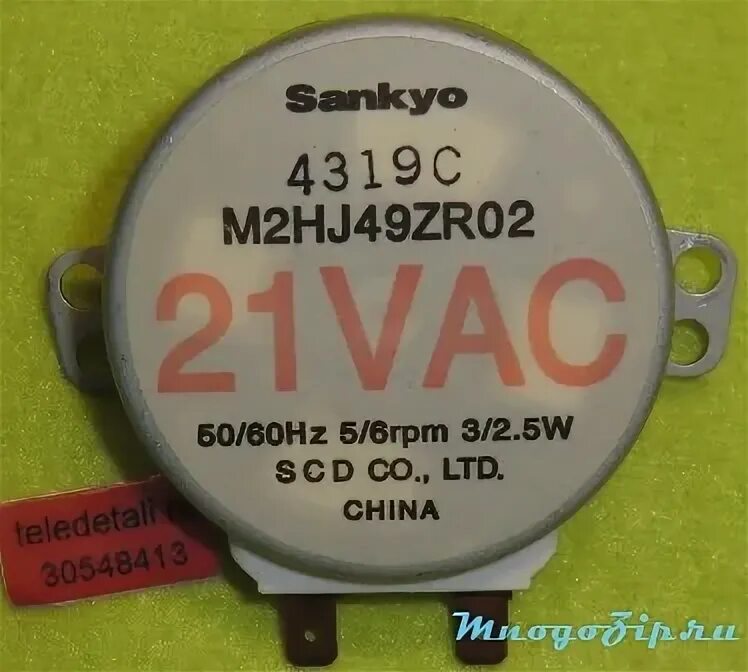 Sankyo
4319C
M2HJ49ZR02
21VAC
50/60Hz 5/6rpm 3/2.5W
SCD CO., LTD.
CHINA
teledetali
30548413
MnogoZip.ru